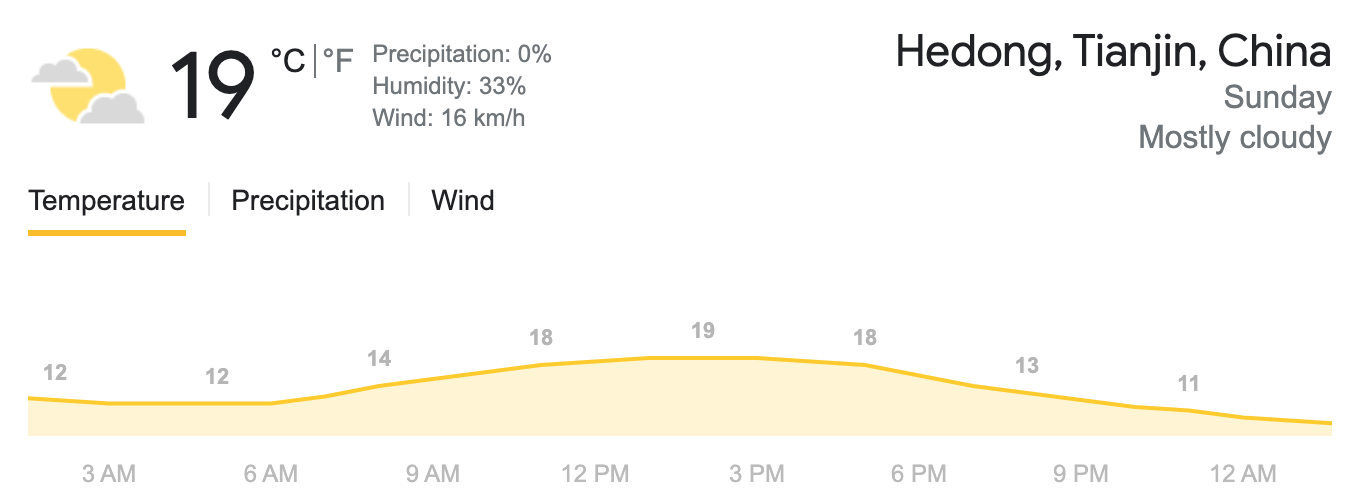 19 °C | °F
Precipitation: 0%
Humidity: 33%
Wind: 16 km/h
Hedong, Tianjin, China
Sunday
Mostly cloudy
Temperature | Precipitation | Wind
12 12 14 18 19 18 13 11
3 AM 6 AM 9 AM 12 PM 3 PM 6 PM 9 PM 12 AM